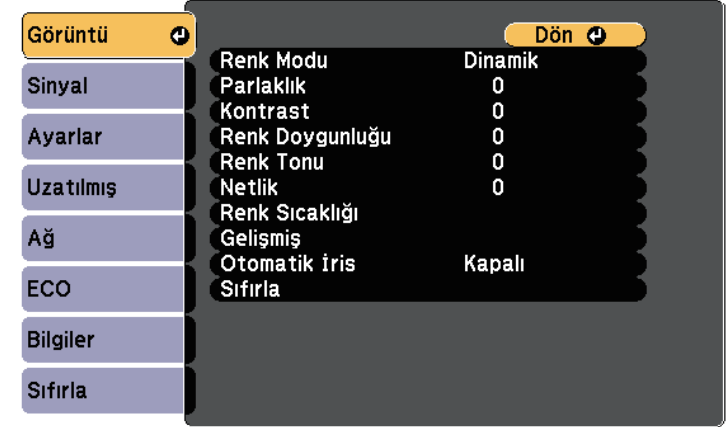 Görüntü
Sinyal
Ayarlar
Uzatılmış
Ağ
ECO
Bilgiler
Sıfırla
Dön
Renk Modu Dinamik
Parlaklık 0
Kontrast 0
Renk Doygunluğu 0
Renk Tonu 0
Netlik 0
Renk Sıcaklığı
Gelişmiş
Otomatik İris Kapalı
Sıfırla